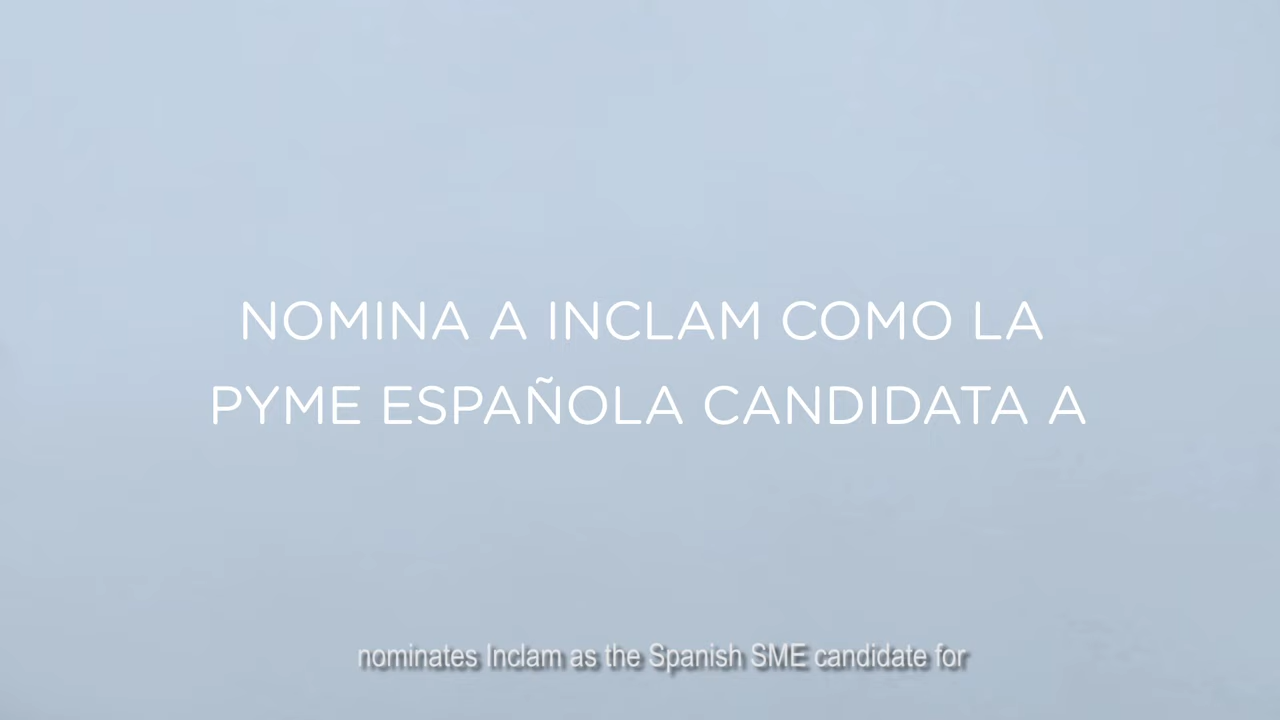 NOMINA A INCLAM COMO LA
PYME ESPAÑOLA CANDIDATA A
nominates Inclam as the Spanish SME candidate for